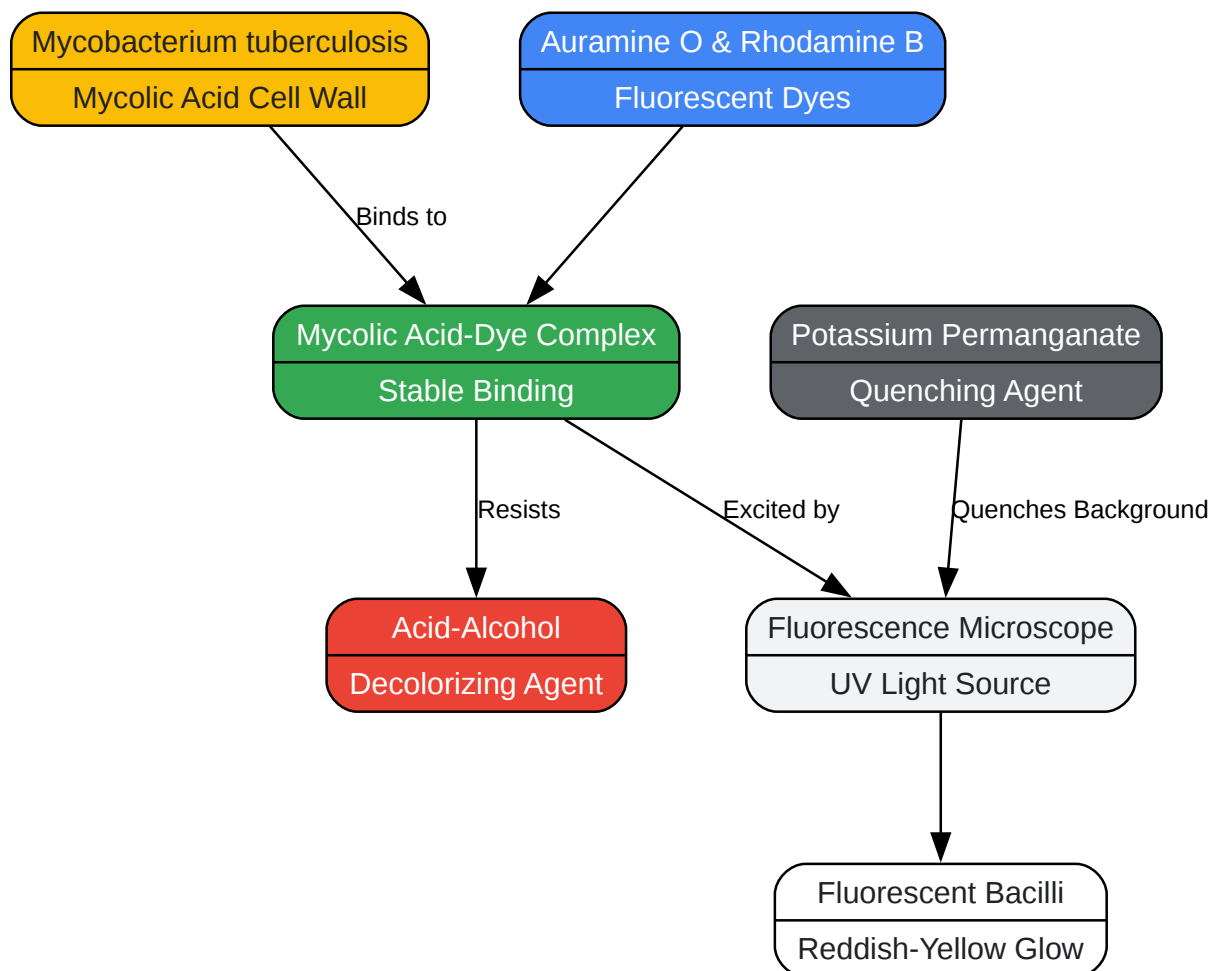 Mycobacterium tuberculosis
Mycolic Acid Cell Wall
Auramine O & Rhodamine B
Fluorescent Dyes
Binds to
Mycolic Acid-Dye Complex
Stable Binding
Potassium Permanganate
Quenching Agent
Resists
Excited by
Quenches Background
Acid-Alcohol
Decolorizing Agent
Fluorescence Microscope
UV Light Source
Fluorescent Bacilli
Reddish-Yellow Glow